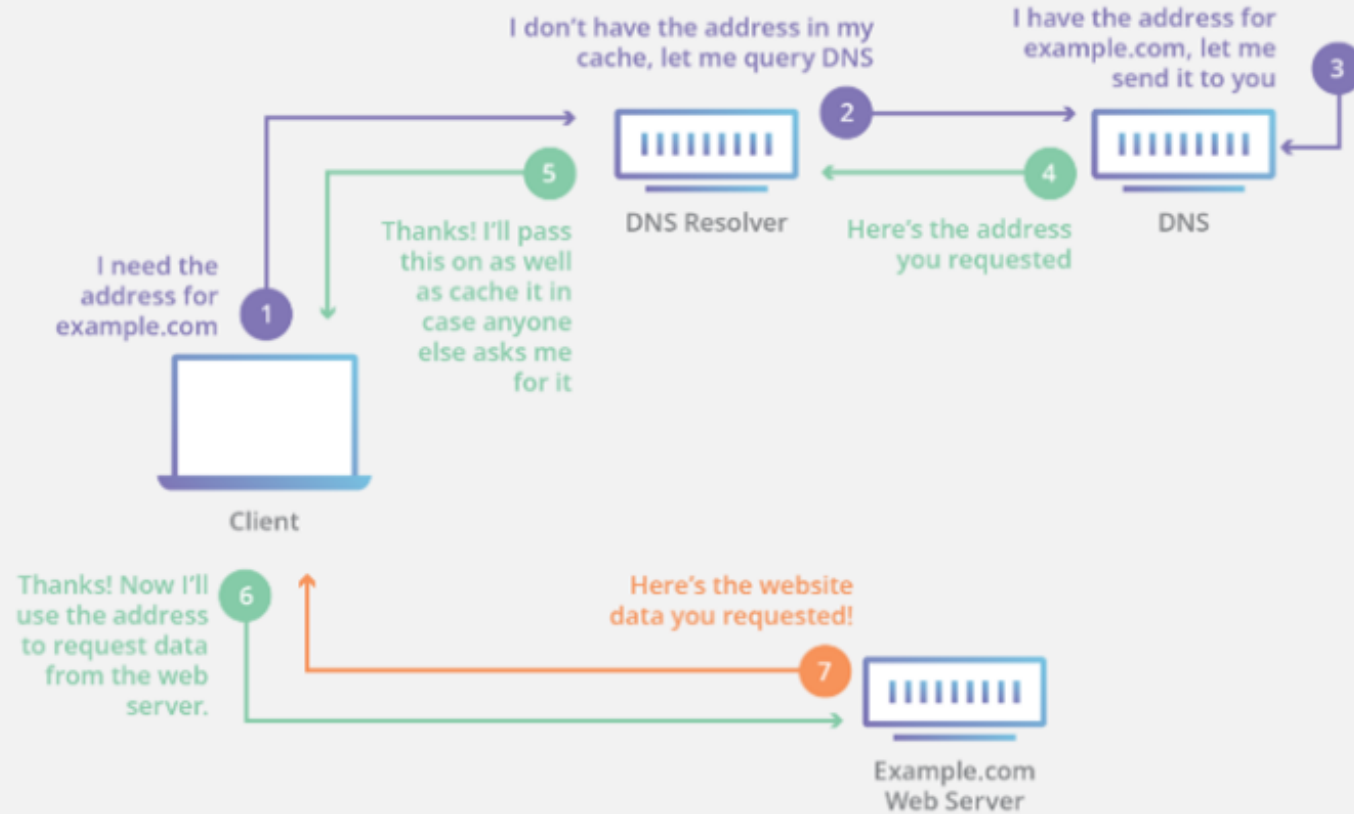 I don't have the address in my
cache, let me query DNS
I have the address for
example.com, let me
send it to you
3
2
5
4
DNS Resolver
DNS
Thanks! I'll pass
this on as well
as cache it in
case anyone
else asks me
for it
Here's the address
you requested
I need the
address for
example.com
1
Client
Thanks! Now I'll
use the address
to request data
from the web
server.
6
Here's the website
data you requested!
7
Example.com
Web Server